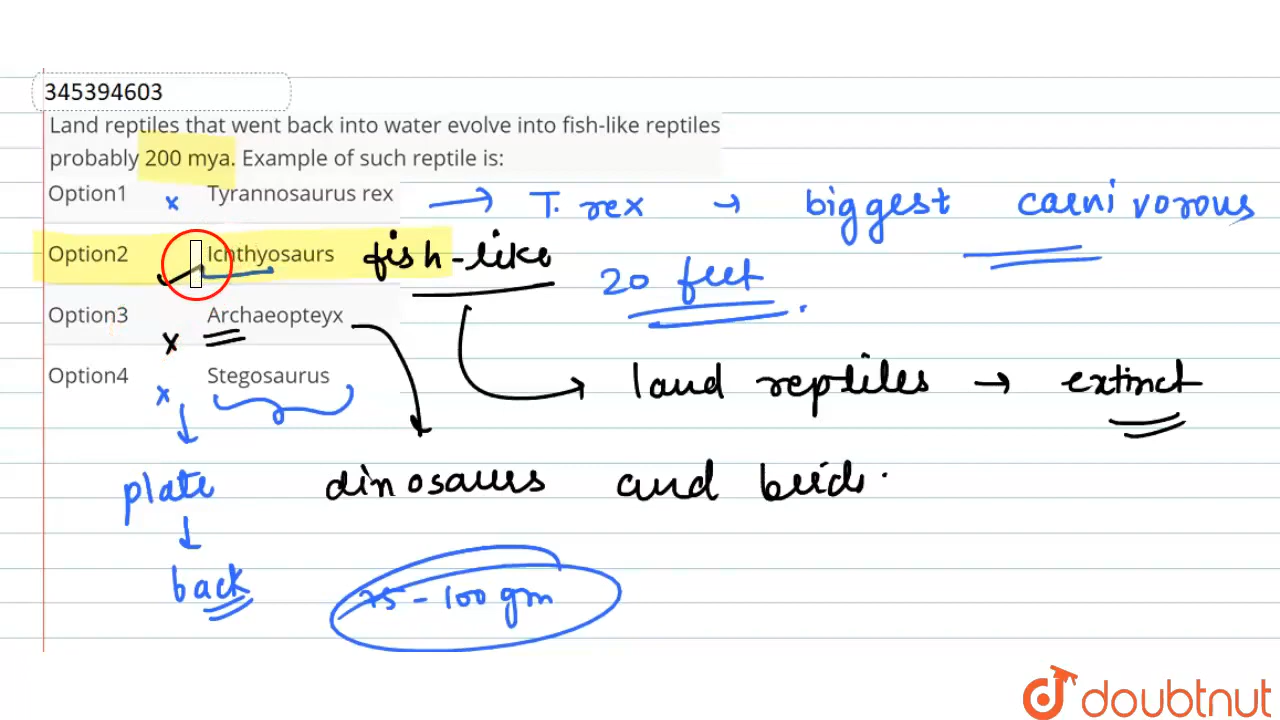 345394603
Land reptiles that went back into water evolve into fish-like reptiles
probably 200 mya. Example of such reptile is:
Option1 x Tyrannosaurus rex → T. rex → biggest carnivorous
Option2 Ichthyosaurs fish-like
20 feet
Option3 x Archaeopteyx
Option4 x Stegosaurus
land reptiles → extinct
plate
dinosaurs and birds.
back
75 - 100 gm
doubtnut